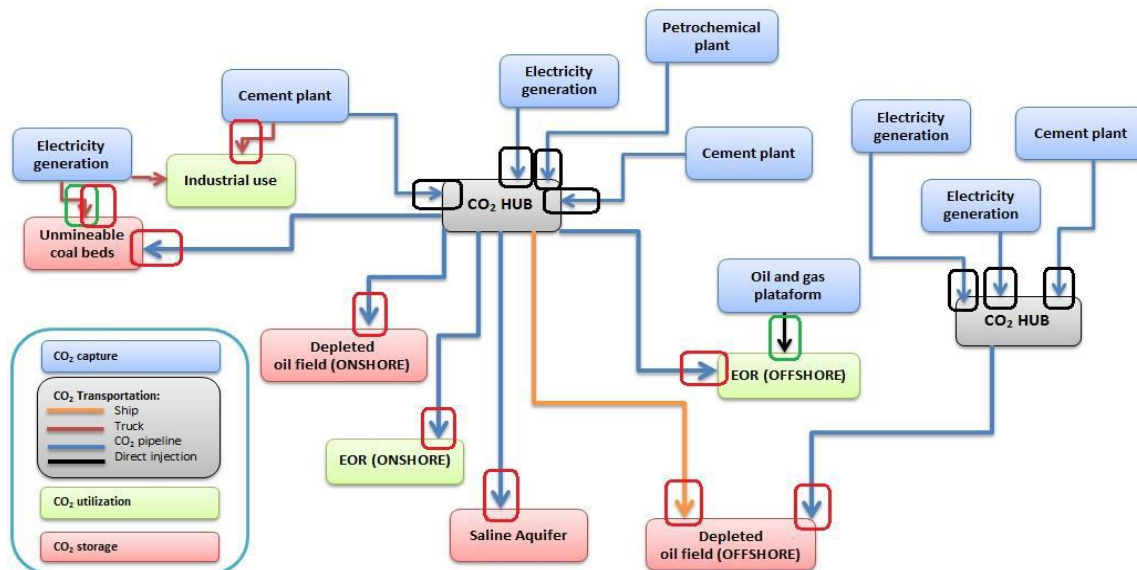 Petrochemical
plant
Electricity
generation
Cement plant
Electricity
generation
Cement plant
Electricity
generation
Industrial use
Cement plant
CO₂ HUB
Electricity
generation
Unmineable
coal beds
Oil and gas
plataform
CO₂ HUB
Depleted
oil field (ONSHORE)
EOR (OFFSHORE)
EOR (ONSHORE)
Saline Aquifer
Depleted
oil field (OFFSHORE)
CO₂ capture
CO₂ Transportation:
Ship
Truck
CO₂ pipeline
Direct injection
CO₂ utilization
CO₂ storage